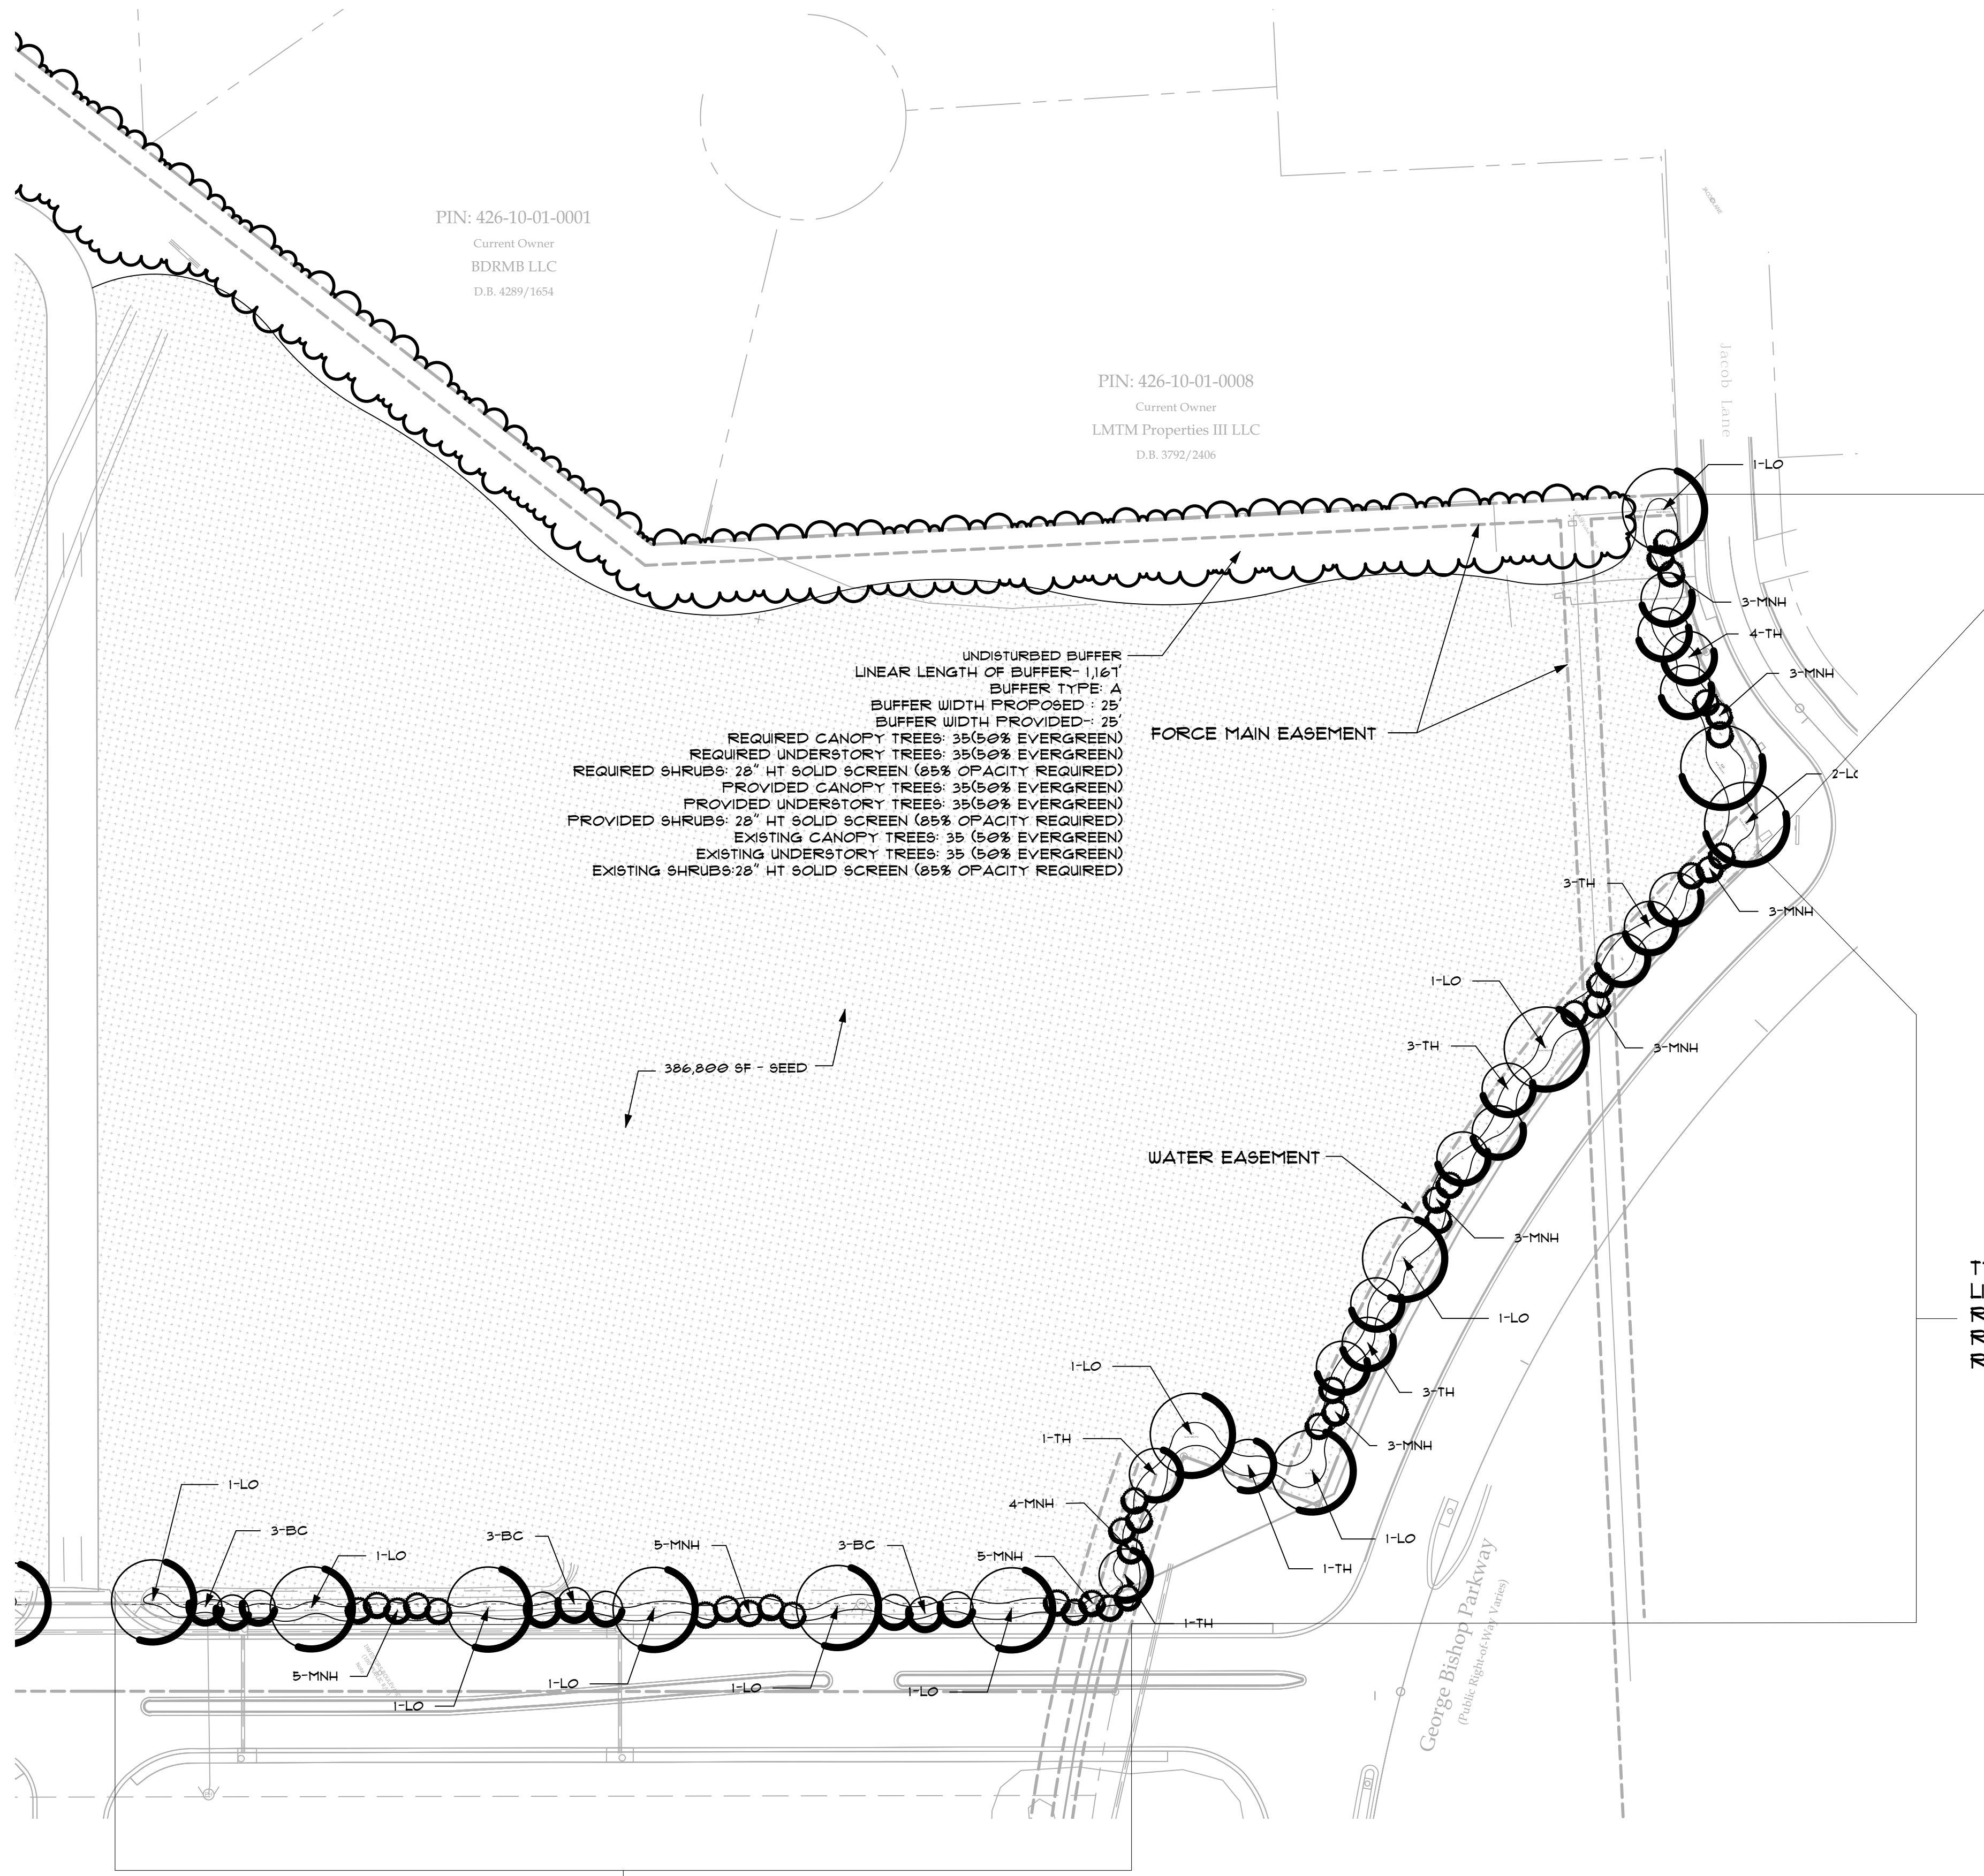 PIN: 426-10-01-0001
Current Owner
BDRMB LLC
D.B. 4289/1654
PIN: 426-10-01-0008
Current Owner
LMTM Properties III LLC
D.B. 3792/2406
Jacob Lane
1-LO
3-MNH
4-TH
3-MNH
UNDISTURBED BUFFER
LINEAR LENGTH OF BUFFER- 1,167'
BUFFER TYPE: A
BUFFER WIDTH PROPOSED : 25'
BUFFER WIDTH PROVIDED-: 25'
REQUIRED CANOPY TREES: 35(50% EVERGREEN)
REQUIRED UNDERSTORY TREES: 35(50% EVERGREEN)
REQUIRED SHRUBS: 28" HT SOLID SCREEN (85% OPACITY REQUIRED)
PROVIDED CANOPY TREES: 35(50% EVERGREEN)
PROVIDED UNDERSTORY TREES: 35(50% EVERGREEN)
PROVIDED SHRUBS: 28" HT SOLID SCREEN (85% OPACITY REQUIRED)
EXISTING CANOPY TREES: 35 (50% EVERGREEN)
EXISTING UNDERSTORY TREES: 35 (50% EVERGREEN)
EXISTING SHRUBS:28" HT SOLID SCREEN (85% OPACITY REQUIRED)
FORCE MAIN EASEMENT
3-TH
3-MNH
1-LO
3-TH
3-MNH
386,800 SF - SEED
WATER EASEMENT
3-MNH
1-LO
1-LO
3-TH
1-TH
3-MNH
1-LO
4-MNH
3-BC
3-BC
5-MNH
3-BC
5-MNH
1-LO
1-LO
1-TH
1-TH
5-MNH
1-LO
1-LO
1-LO
1-LO
George Bishop Parkway
(Public Right-of-Way Varies)